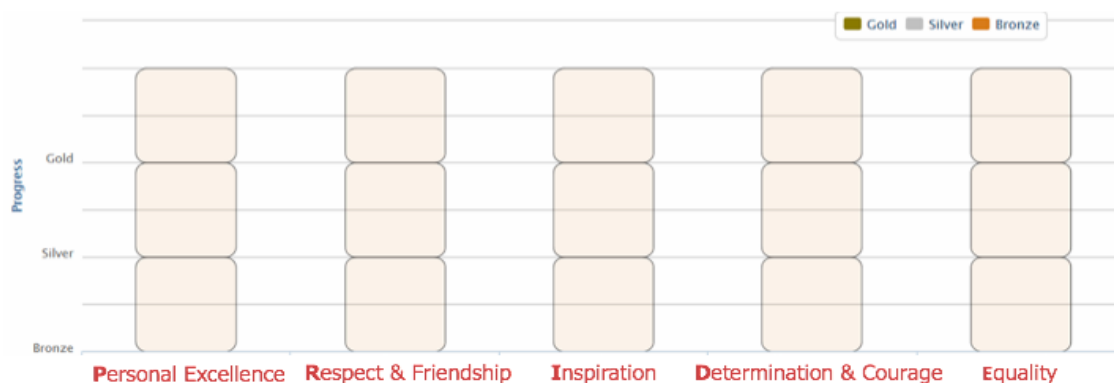 Gold Silver Bronze
Progress
Gold
Silver
Bronze
Personal Excellence Respect & Friendship Inspiration Determination & Courage Equality